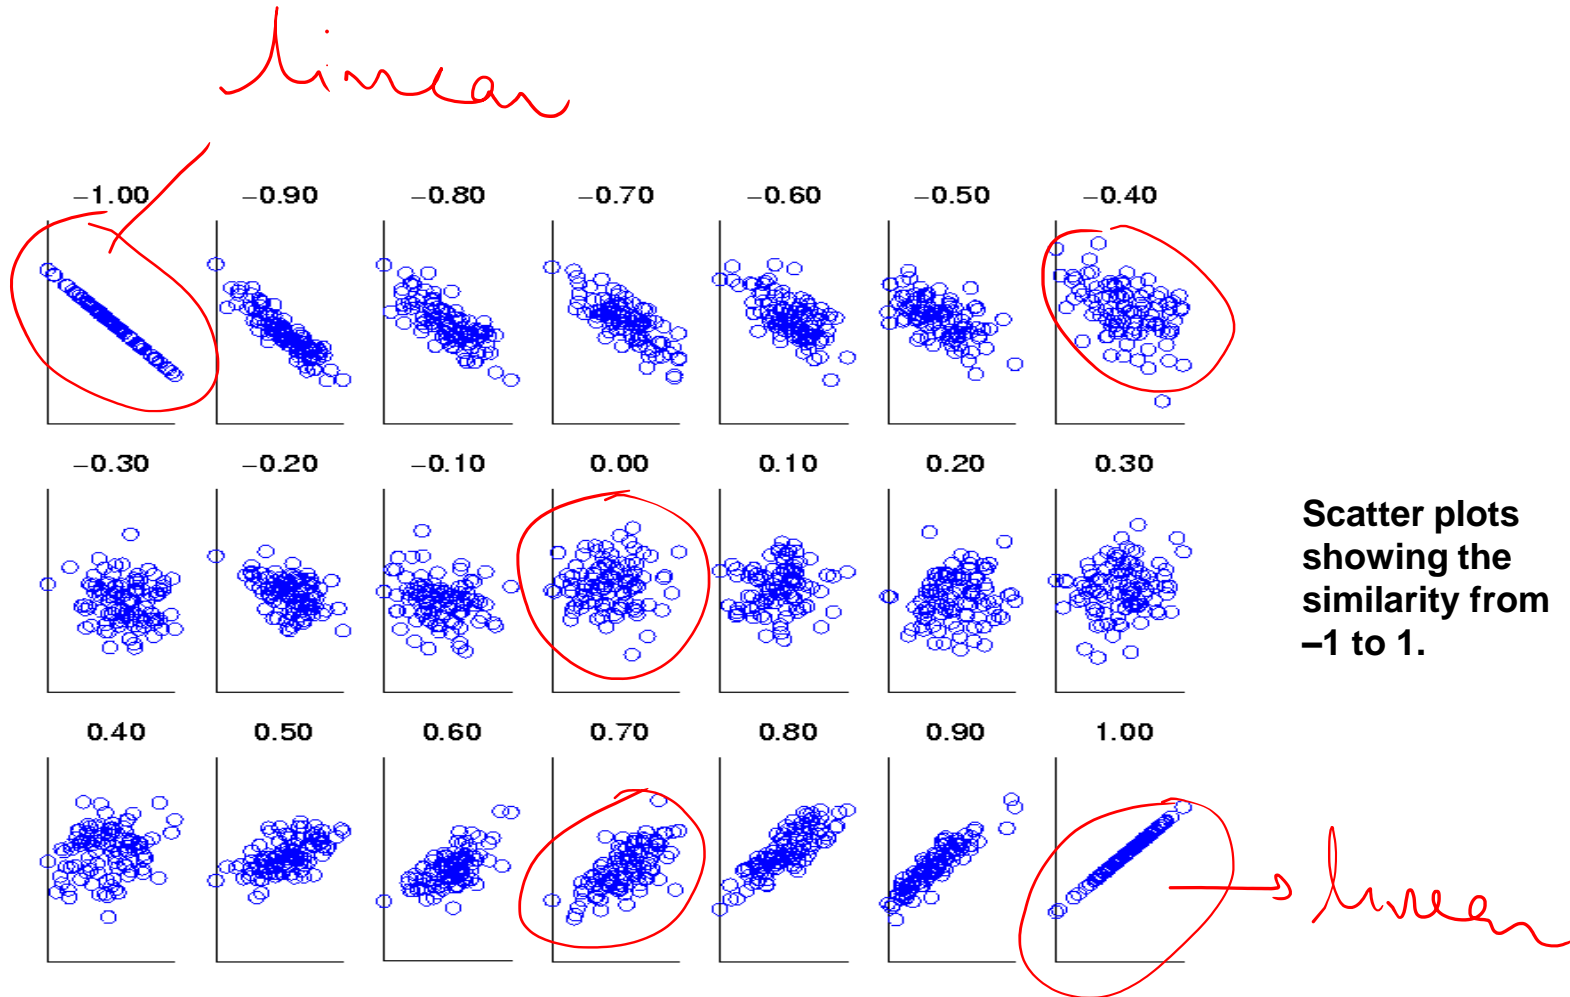 linear
−1.00 −0.90 −0.80 −0.70 −0.60 −0.50 −0.40
−0.30 −0.20 −0.10 0.00 0.10 0.20 0.30
Scatter plots
showing the
similarity from
–1 to 1.
0.40 0.50 0.60 0.70 0.80 0.90 1.00
linear